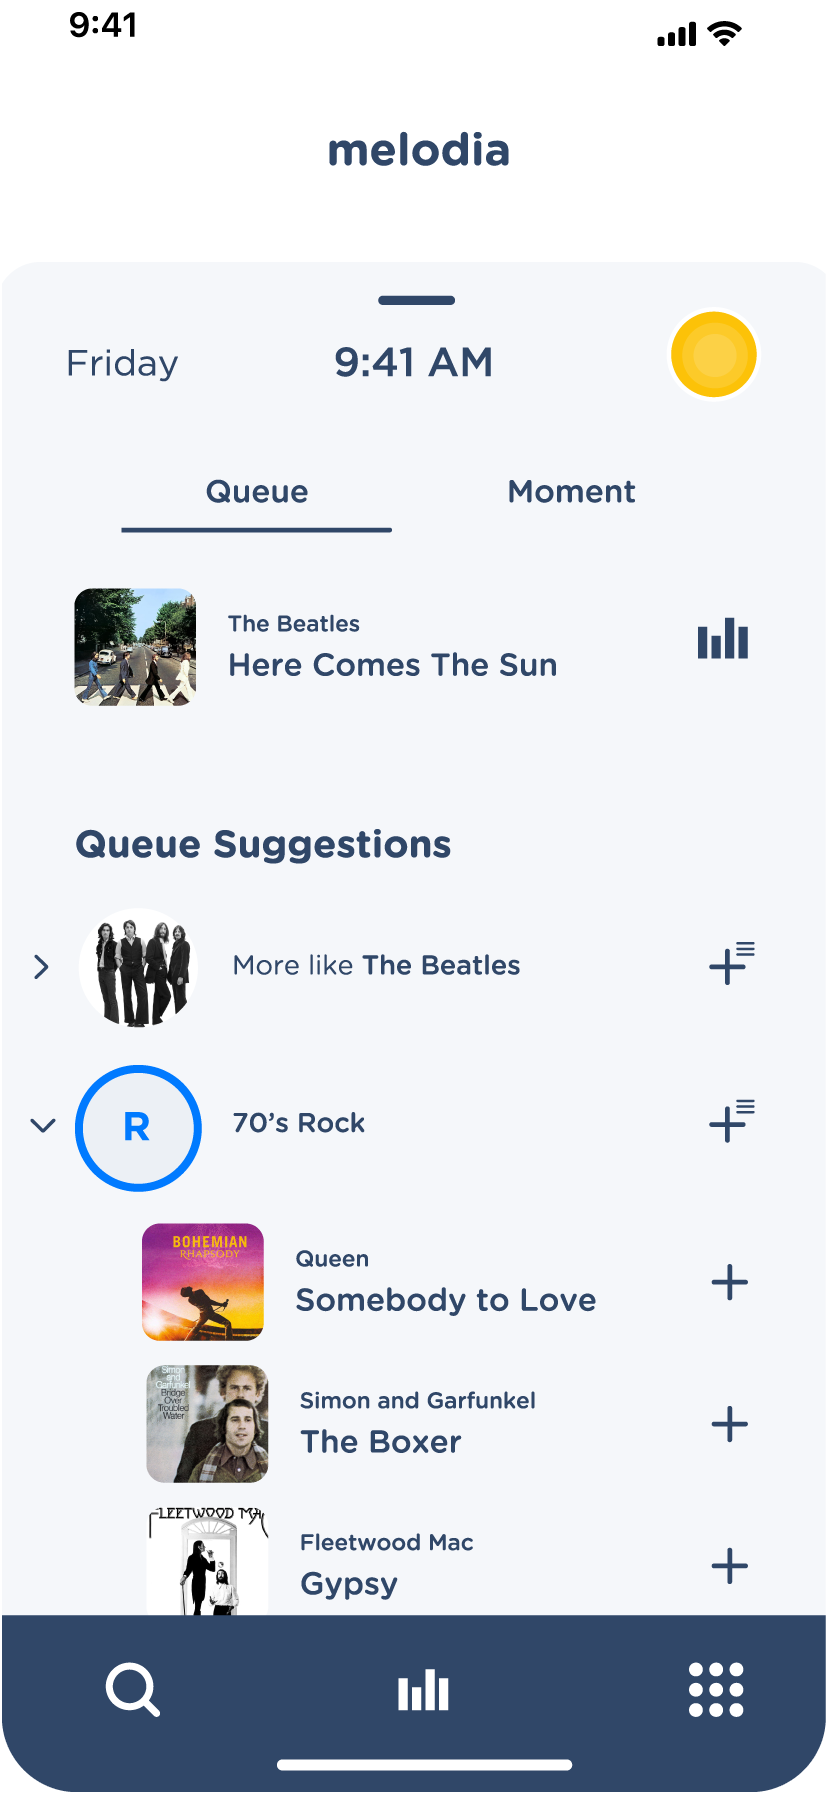 9:41
melodia
Friday
9:41 AM
Queue
Moment
The Beatles
Here Comes The Sun
Queue Suggestions
More like The Beatles
R
70’s Rock
BOHEMIAN
RHAPSODY
Queen
Somebody to Love
Simon
and
Garfunkel
Bridge
Over
Troubled
Water
Simon and Garfunkel
The Boxer
FLEETWOOD MAC
Fleetwood Mac
Gypsy